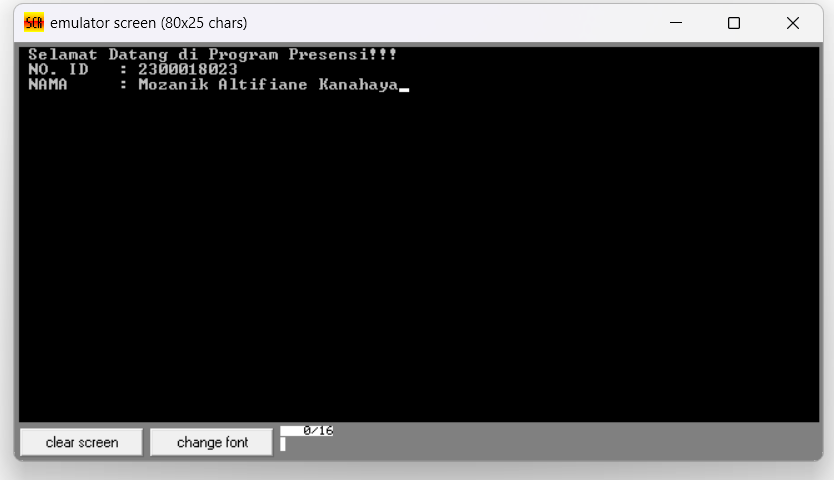 SCR emulator screen (80x25 chars)
Selamat Datang di Program Presensi!!!
NO. ID : 2300018023
NAMA : Mozanik Altifiane Kanahaya
clear screen change font 0/16